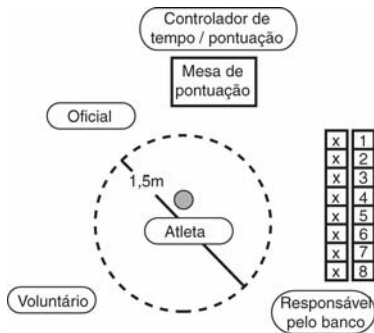 Controlador de
tempo / pontuação
Mesa de
pontuação
Oficial
1,5m
Atleta
x 1
x 2
x 3
x 4
x 5
x 6
x 7
x 8
Voluntário
Responsável
pelo banco